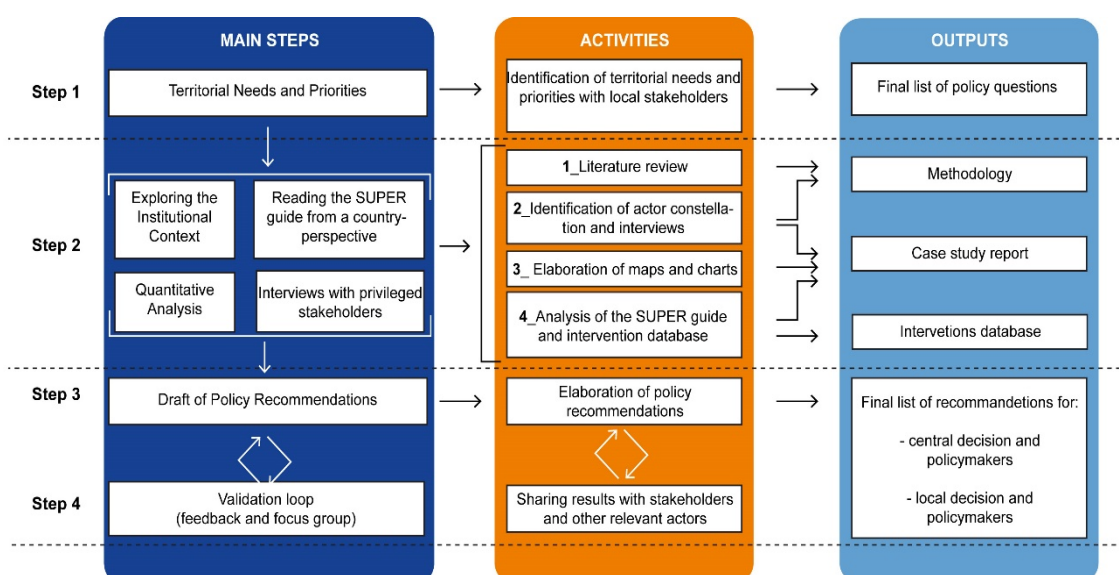 MAIN STEPS
ACTIVITIES
OUTPUTS
Step 1
Territorial Needs and Priorities
Identification of territorial needs and
priorities with local stakeholders
Final list of policy questions
Step 2
Exploring the
Institutional
Context
Reading the SUPER
guide from a country-
perspective
Quantitative
Analysis
Interviews with privileged
stakeholders
1_Literature review
2_Identification of actor constella-
tion and interviews
3_ Elaboration of maps and charts
4_Analysis of the SUPER guide
and intervention database
Methodology
Case study report
Intervetions database
Step 3
Draft of Policy Recommendations
Elaboration of policy
recommendations
Final list of recommandetions for:
- central decision and
policymakers
- local decision and
policymakers
Step 4
Validation loop
(feedback and focus group)
Sharing results with stakeholders
and other relevant actors